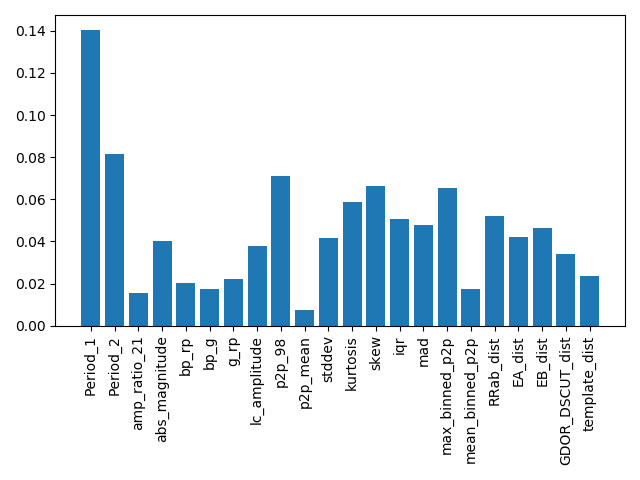 0.14
0.12
0.10
0.08
0.06
0.04
0.02
0.00
Period_1
Period_2
amp_ratio_21
abs_magnitude
bp_rp
bp_g
g_rp
lc_amplitude
p2p_98
p2p_mean
stddev
kurtosis
skew
iqr
mad
max_binned_p2p
mean_binned_p2p
RRab_dist
EA_dist
EB_dist
GDOR_DSCUT_dist
template_dist